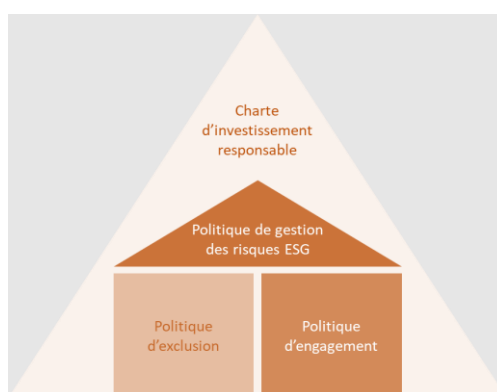 Charte
d'investissement
responsable
Politique de gestion
des risques ESG
Politique
d'exclusion
Politique
d'engagement